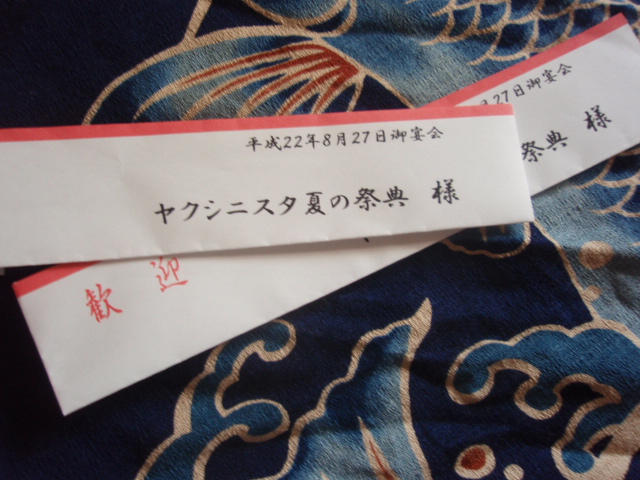 平成22年8月27日御宴会
ヤクシニスタ夏の祭典 様
月27日御宴会
祭典 様
歓 迎